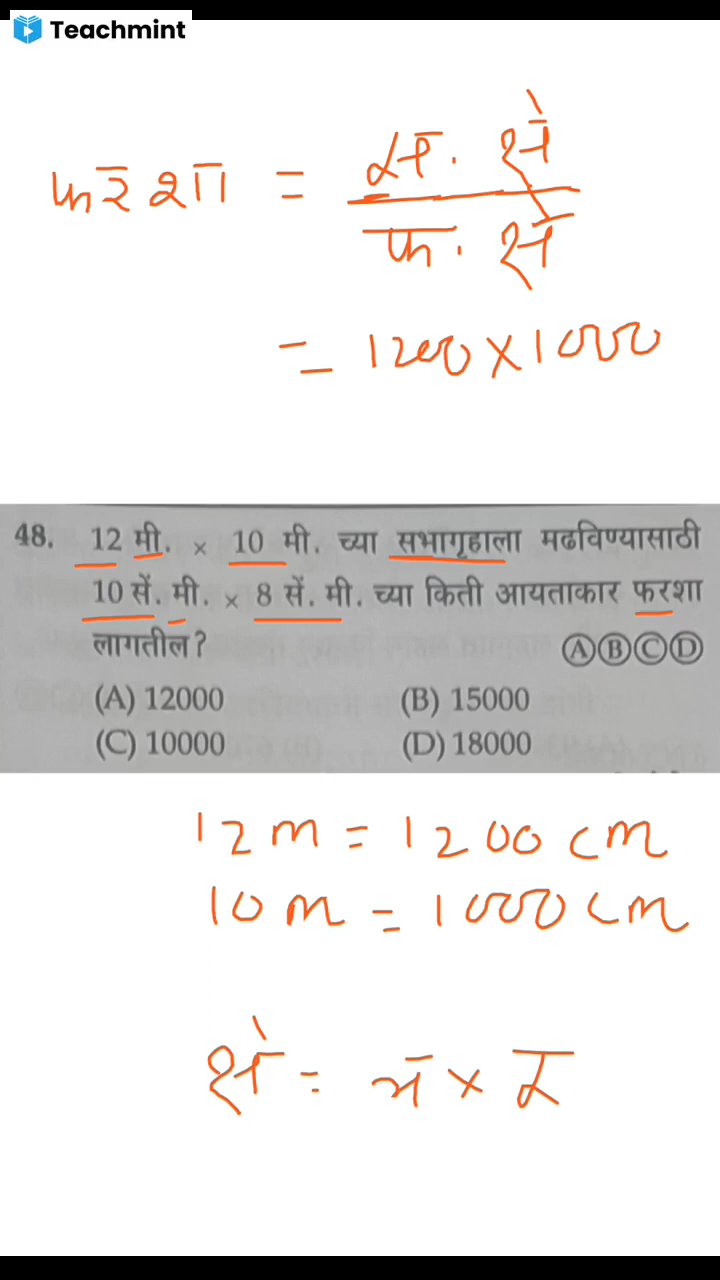 Teachmint
फरशा = स. क्षे
फ. क्षे
= 1200 × 1000
48. 12 मी. × 10 मी. च्या सभागृहाला मढविण्यासाठी
10 सें. मी. × 8 सें. मी. च्या किती आयताकार फरशा
लागतील? Ⓐ Ⓑ Ⓒ Ⓓ
(A) 12000 (B) 15000
(C) 10000 (D) 18000
12 m = 1200 cm
10 m = 1000 cm
क्षे =